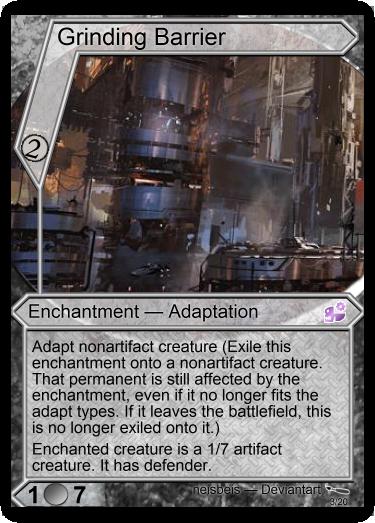 Grinding Barrier
2
Enchantment — Adaptation
Adapt nonartifact creature (Exile this
enchantment onto a nonartifact creature.
That permanent is still affected by the
enchantment, even if it no longer fits the
adapt types. If it leaves the battlefield, this
is no longer exiled onto it.)
Enchanted creature is a 1/7 artifact
creature. It has defender.
1 7
neisbeis — Deviantart
8/20